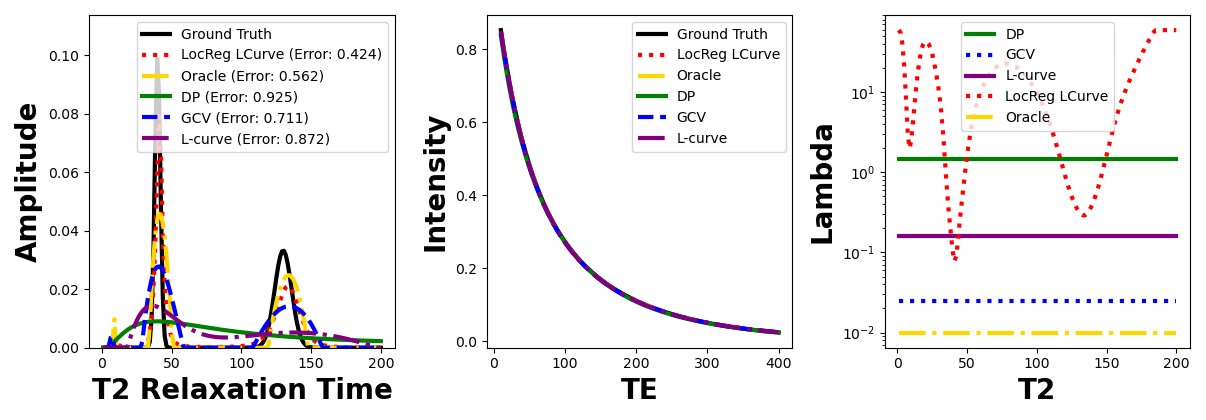 Amplitude
0.10
0.08
0.06
0.04
0.02
0.00
Ground Truth
LocReg LCurve (Error: 0.424)
Oracle (Error: 0.562)
DP (Error: 0.925)
GCV (Error: 0.711)
L-curve (Error: 0.872)
0 50 100 150 200
T2 Relaxation Time
Intensity
0.8
0.6
0.4
0.2
0.0
Ground Truth
LocReg LCurve
Oracle
DP
GCV
L-curve
0 100 200 300 400
TE
Lambda
10¹
10⁰
10⁻¹
10⁻²
DP
GCV
L-curve
LocReg LCurve
Oracle
0 50 100 150 200
T2